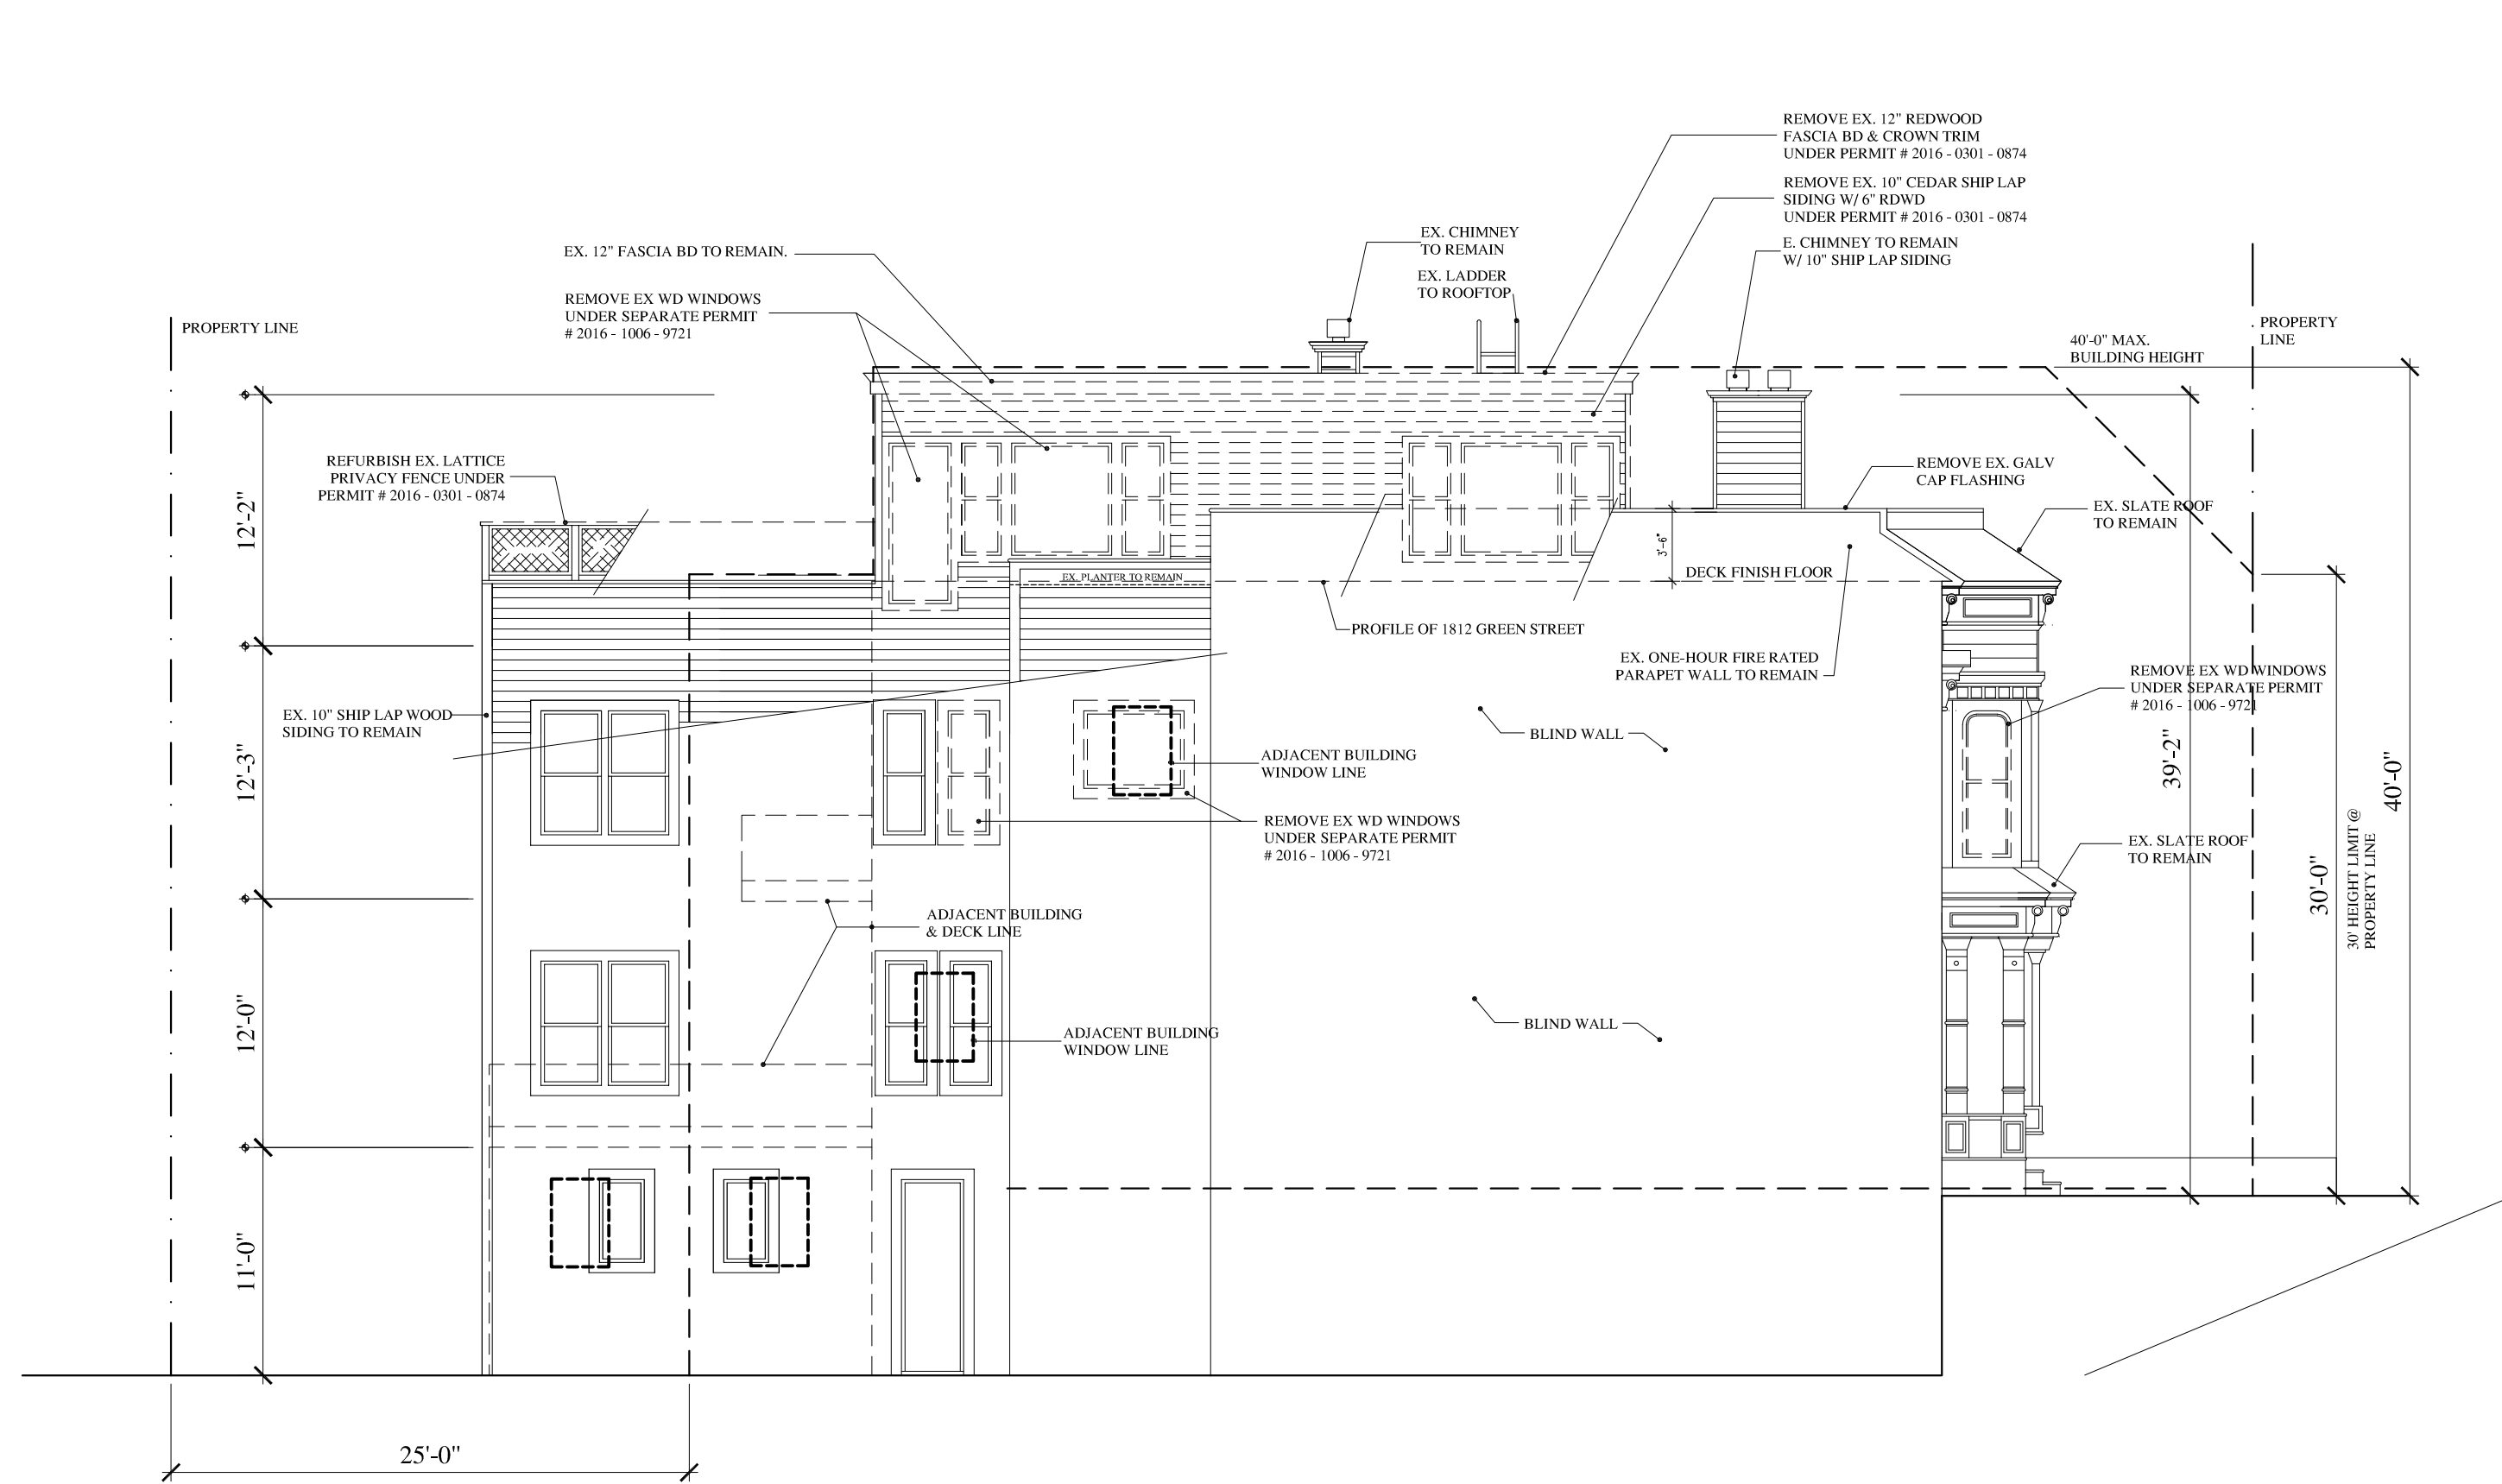 REMOVE EX. 12" REDWOOD
FASCIA BD & CROWN TRIM
UNDER PERMIT # 2016 - 0301 - 0874
REMOVE EX. 10" CEDAR SHIP LAP
SIDING W/ 6" RDWD
UNDER PERMIT # 2016 - 0301 - 0874
E. CHIMNEY TO REMAIN
W/ 10" SHIP LAP SIDING
EX. CHIMNEY
TO REMAIN
EX. LADDER
TO ROOFTOP
EX. 12" FASCIA BD TO REMAIN.
REMOVE EX WD WINDOWS
UNDER SEPARATE PERMIT
# 2016 - 1006 - 9721
PROPERTY LINE
PROPERTY
LINE
40'-0" MAX.
BUILDING HEIGHT
REFURBISH EX. LATTICE
PRIVACY FENCE UNDER
PERMIT # 2016 - 0301 - 0874
REMOVE EX. GALV
CAP FLASHING
EX. SLATE ROOF
TO REMAIN
12'-2"
3'-6"
DECK FINISH FLOOR
EX. PLANTER TO REMAIN
PROFILE OF 1812 GREEN STREET
EX. ONE-HOUR FIRE RATED
PARAPET WALL TO REMAIN
REMOVE EX WD WINDOWS
UNDER SEPARATE PERMIT
# 2016 - 1006 - 9721
EX. 10" SHIP LAP WOOD
SIDING TO REMAIN
BLIND WALL
ADJACENT BUILDING
WINDOW LINE
12'-3"
39'-2"
40'-0"
REMOVE EX WD WINDOWS
UNDER SEPARATE PERMIT
# 2016 - 1006 - 9721
EX. SLATE ROOF
TO REMAIN
30'-0"
30' HEIGHT LIMIT @
PROPERTY LINE
ADJACENT BUILDING
& DECK LINE
12'-0"
BLIND WALL
ADJACENT BUILDING
WINDOW LINE
11'-0"
25'-0"